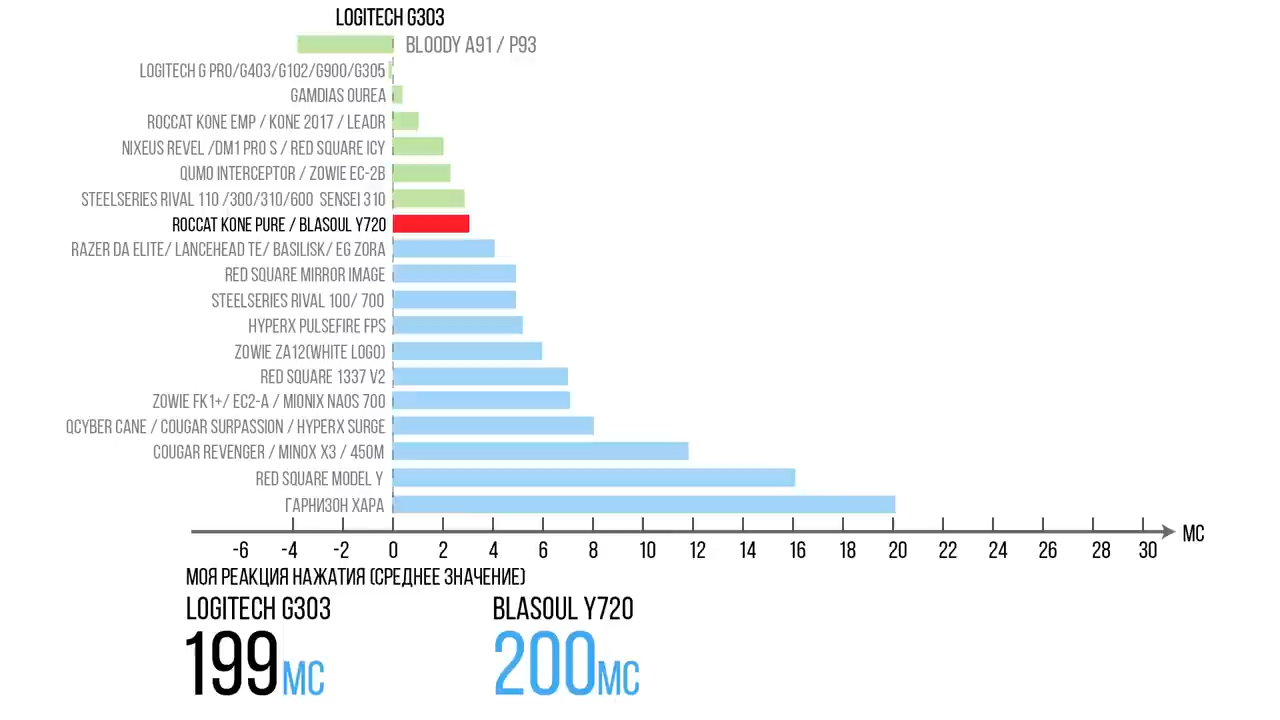 LOGITECH G303
BLOODY A91 / P93
LOGITECH G PRO/G403/G102/G900/G305
GAMDIAS OUREA
ROCCAT KONE EMP / KONE 2017 / LEADR
NIXEUS REVEL /DM1 PRO S / RED SQUARE ICY
QUMO INTERCEPTOR / ZOWIE EC-2B
STEELSERIES RIVAL 110 /300/310/600 SENSEI 310
ROCCAT KONE PURE / BLASOUL Y720
RAZER DA ELITE/ LANCEHEAD TE/ BASILISK/ EG ZORA
RED SQUARE MIRROR IMAGE
STEELSERIES RIVAL 100/ 700
HYPERX PULSEFIRE FPS
ZOWIE ZA12(WHITE LOGO)
RED SQUARE 1337 V2
ZOWIE FK1+/ EC2-A / MIONIX NAOS 700
QCYBER CANE / COUGAR SURPASSION / HYPERX SURGE
COUGAR REVENGER / MINOX X3 / 450M
RED SQUARE MODEL Y
ГАРНИЗОН ХАРА
МС
-6 -4 -2 0 2 4 6 8 10 12 14 16 18 20 22 24 26 28 30
МОЯ РЕАКЦИЯ НАЖАТИЯ (СРЕДНЕЕ ЗНАЧЕНИЕ)
LOGITECH G303 BLASOUL Y720
199МС 200МС